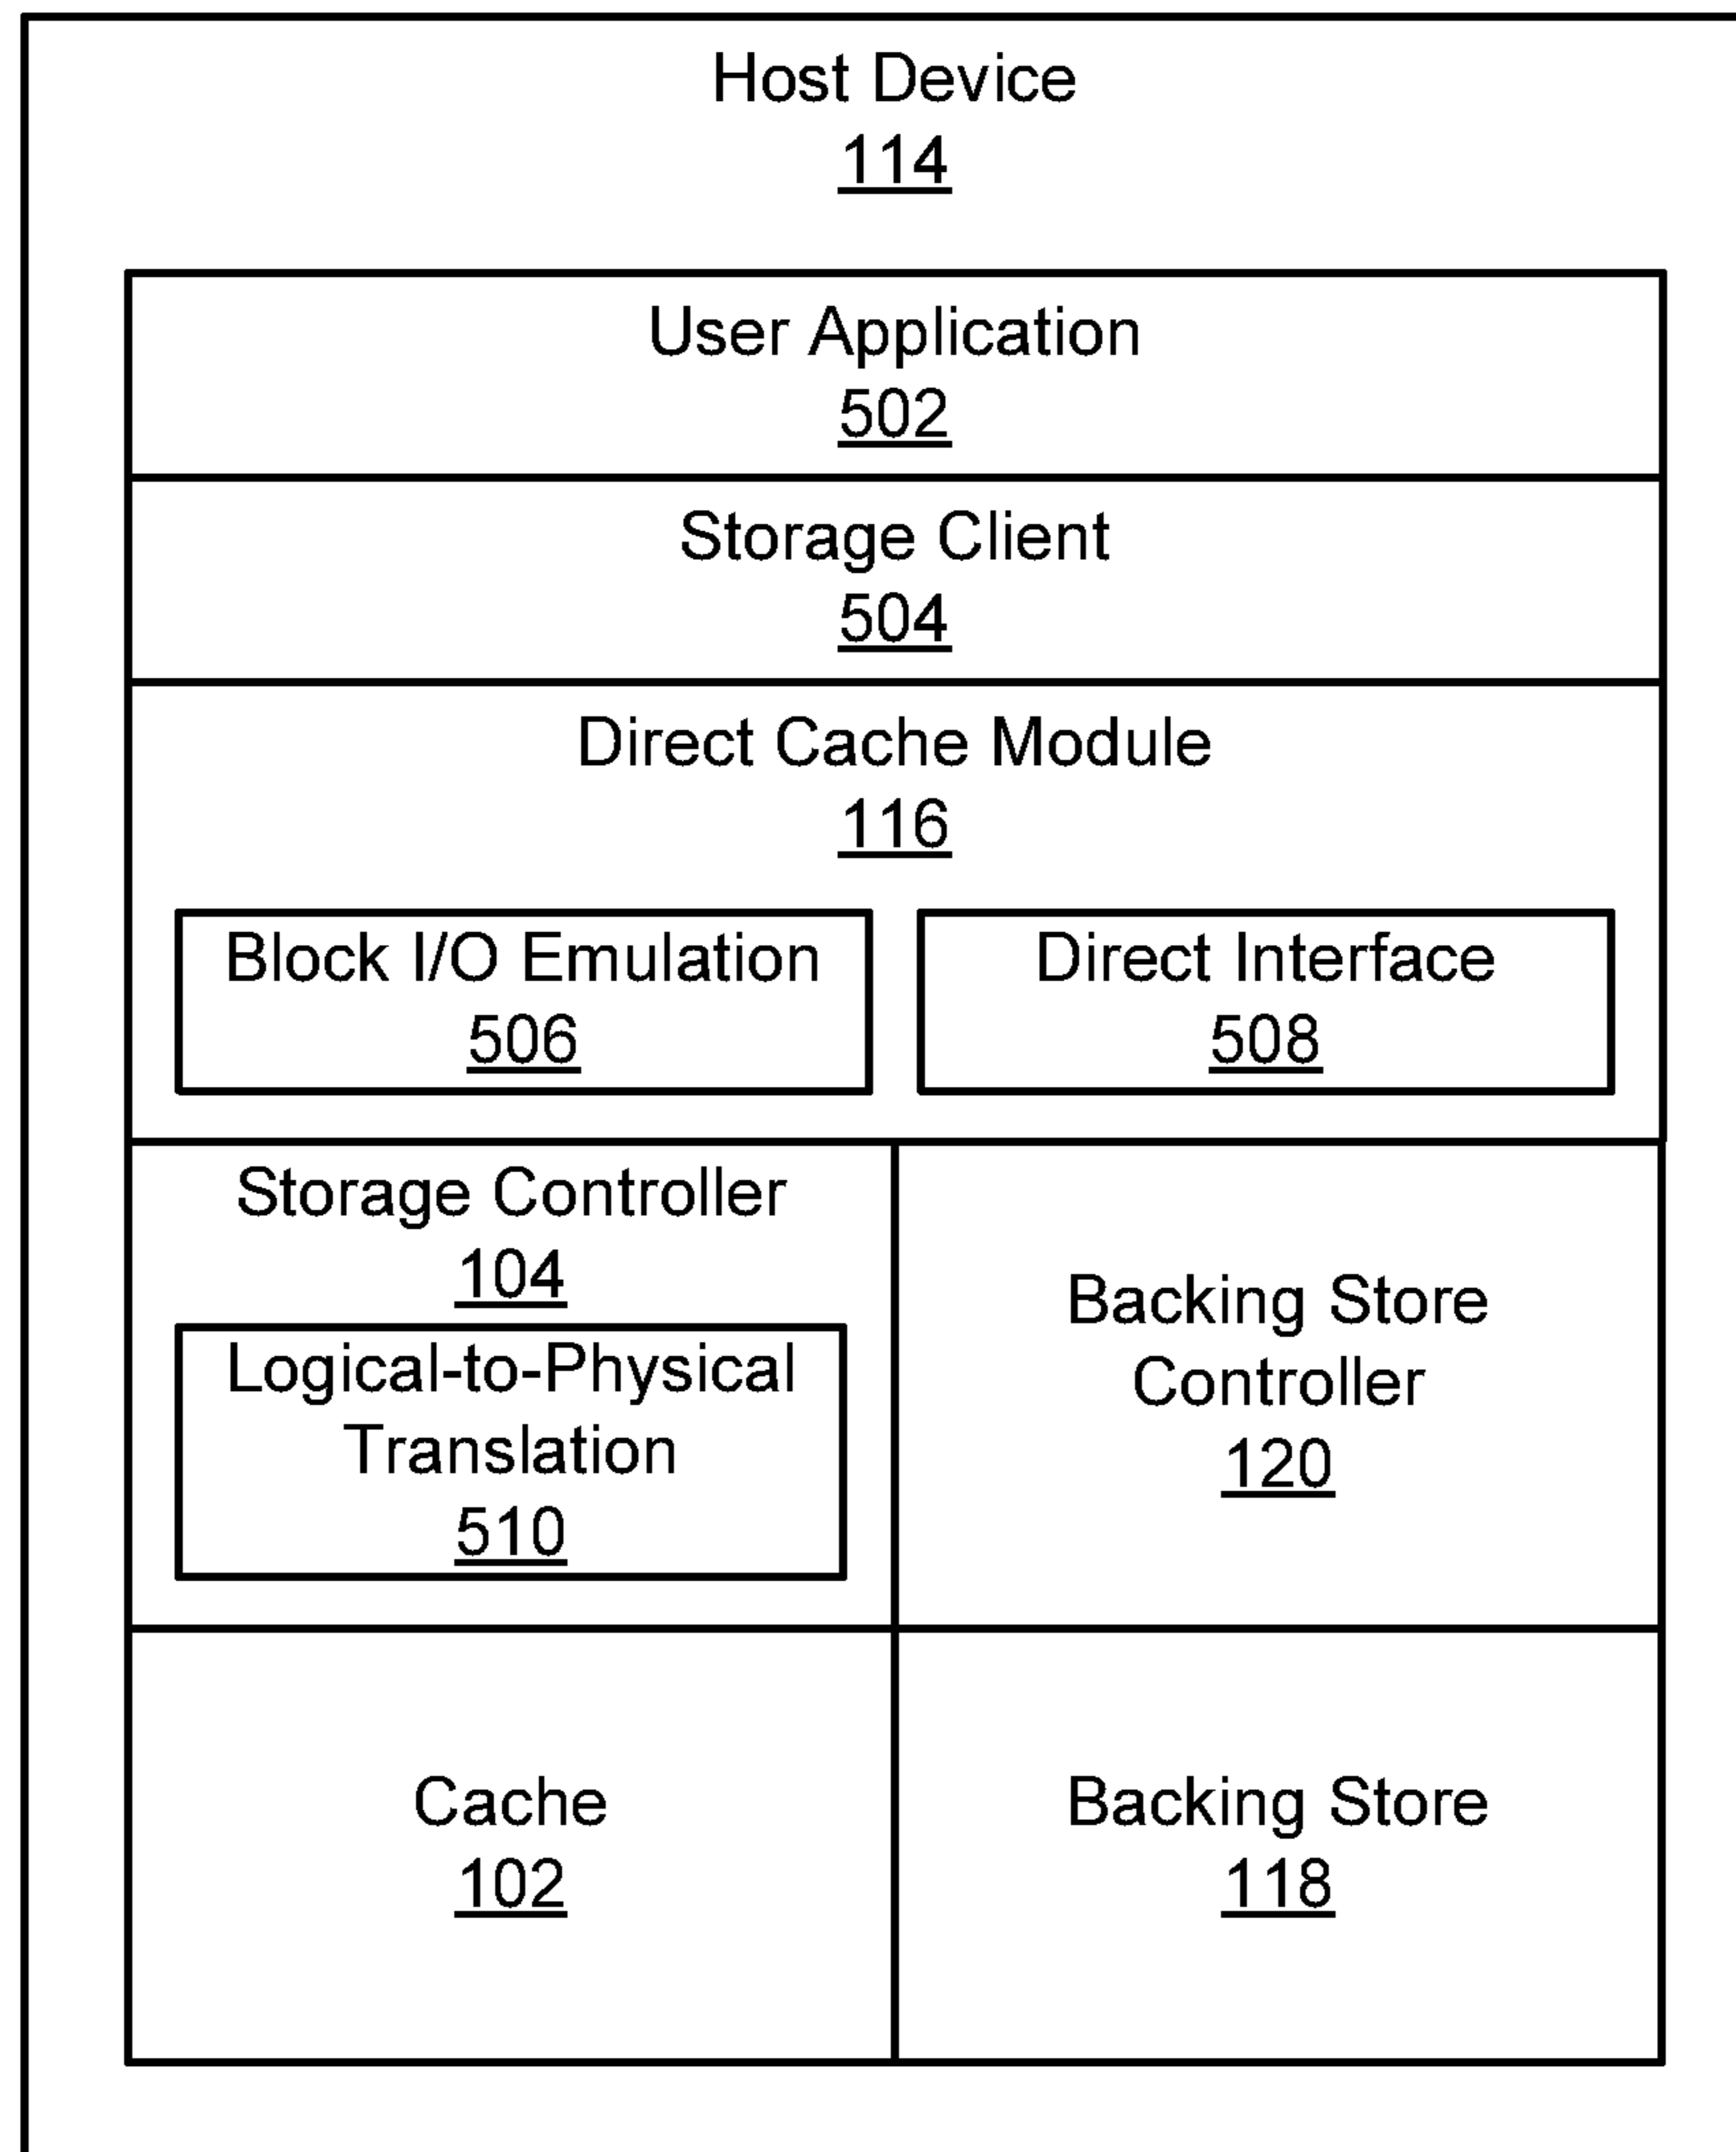 Host Device
114
User Application
502
Storage Client
504
Direct Cache Module
116
Block I/O Emulation
506
Direct Interface
508
Storage Controller
104
Logical-to-Physical
Translation
510
Backing Store
Controller
120
Cache
102
Backing Store
118